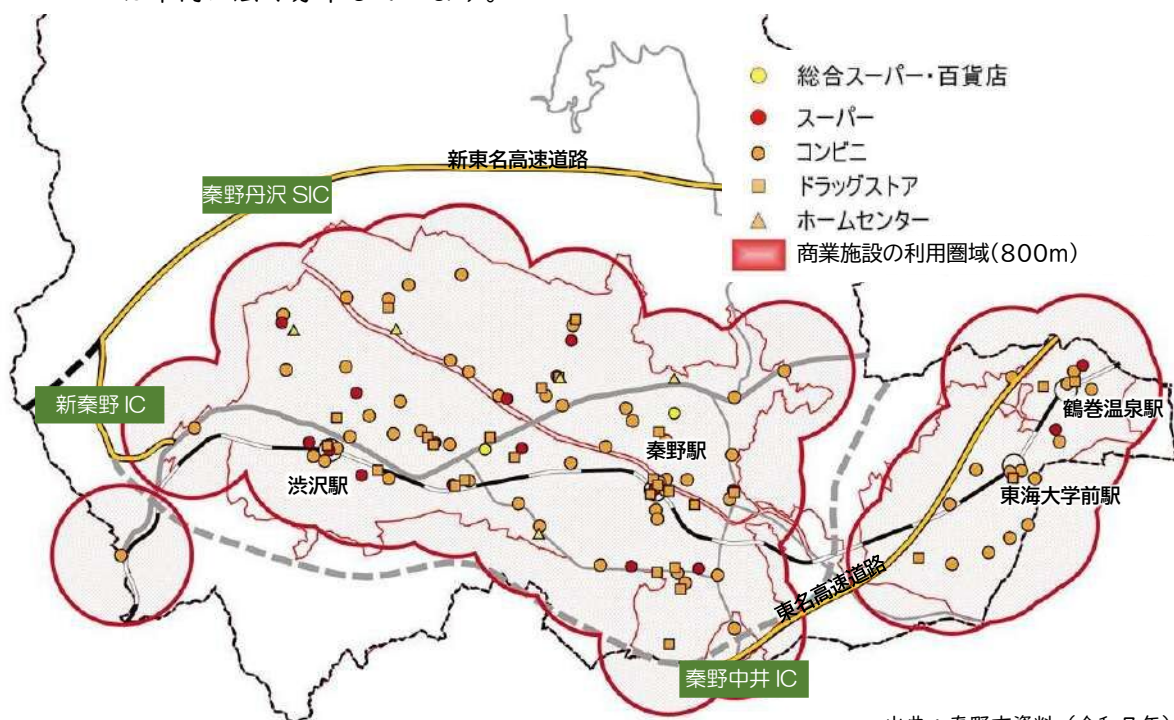 総合スーパー・百貨店
スーパー
コンビニ
ドラッグストア
ホームセンター
商業施設の利用圏域(800m)
新東名高速道路
秦野丹沢 SIC
新秦野 IC
鶴巻温泉駅
秦野駅
渋沢駅
東海大学前駅
東名高速道路
秦野中井 IC